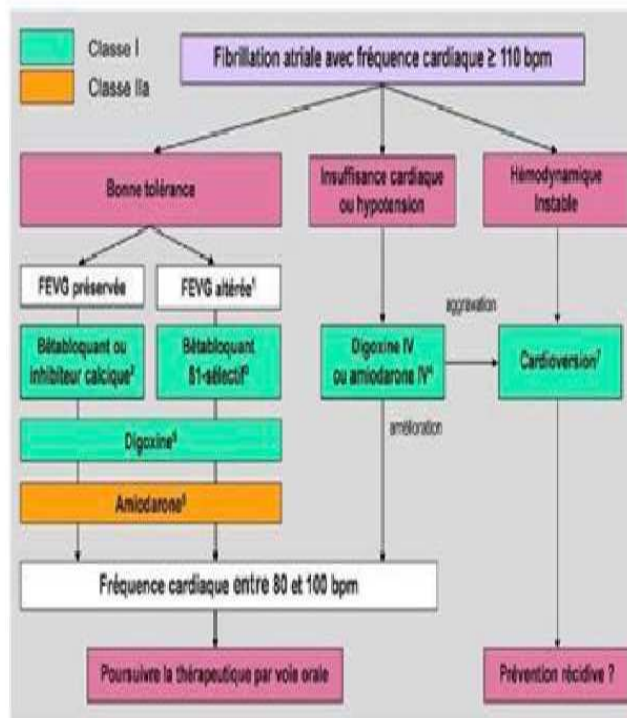 Classe I
Classe IIa
Fibrillation atriale avec fréquence cardiaque ≥ 110 bpm
Bonne tolérance
Insuffisance cardiaque
ou hypotension
Hémodynamique
Instable
FEVG préservée
FEVG altérée¹
Bêtabloquant ou
inhibiteur calcique²
Bêtabloquant
ß1-sélectif³
Digoxine IV
ou amiodarone IV⁴
aggravation
Cardioversion⁷
Digoxine⁵
amélioration
Amiodarone
Fréquence cardiaque entre 80 et 100 bpm
Poursuivre la thérapeutique par voie orale
Prévention récidive ?